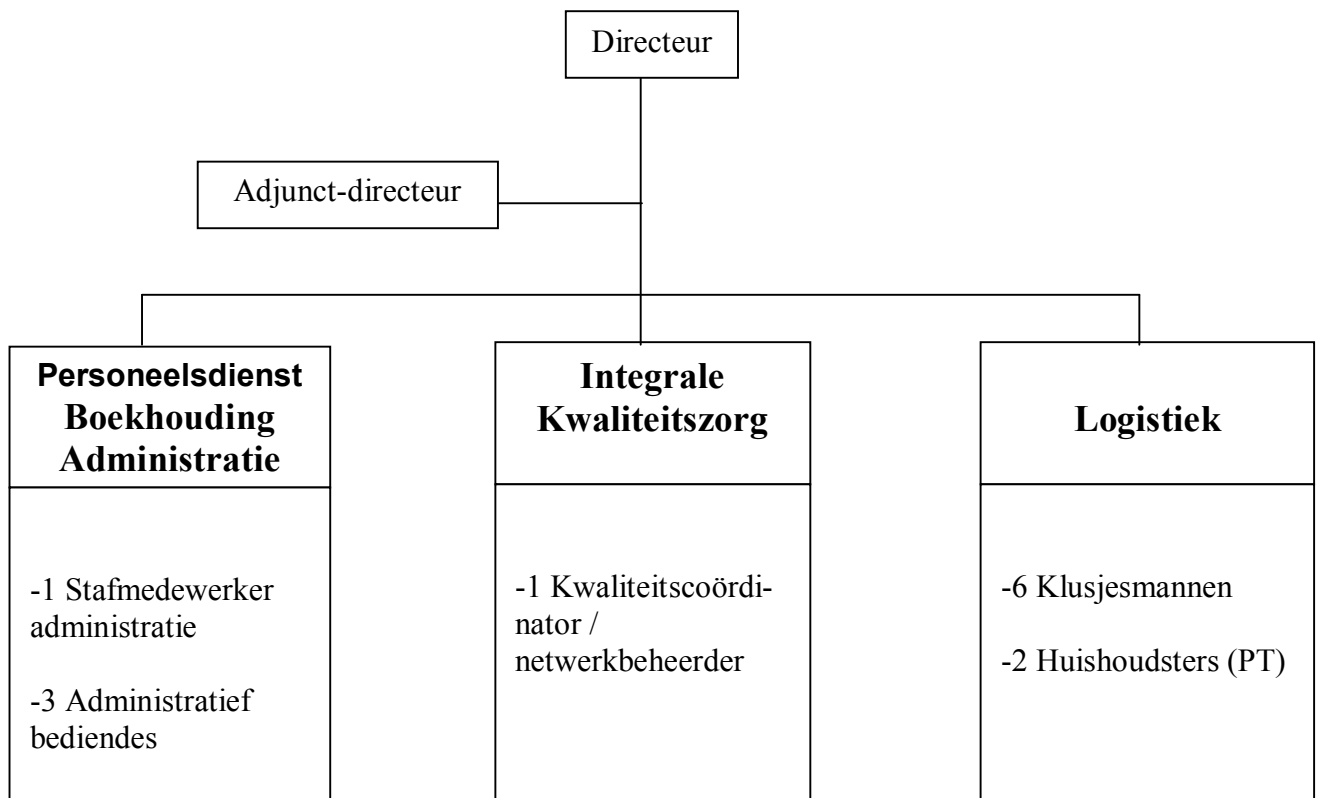 Directeur
Adjunct-directeur
Personeelsdienst
Boekhouding
Administratie
-1 Stafmedewerker
administratie
-3 Administratief
bediendes
Integrale
Kwaliteitszorg
-1 Kwaliteitscoördi-
nator /
netwerkbeheerder
Logistiek
-6 Klusjesmannen
-2 Huishoudsters (PT)